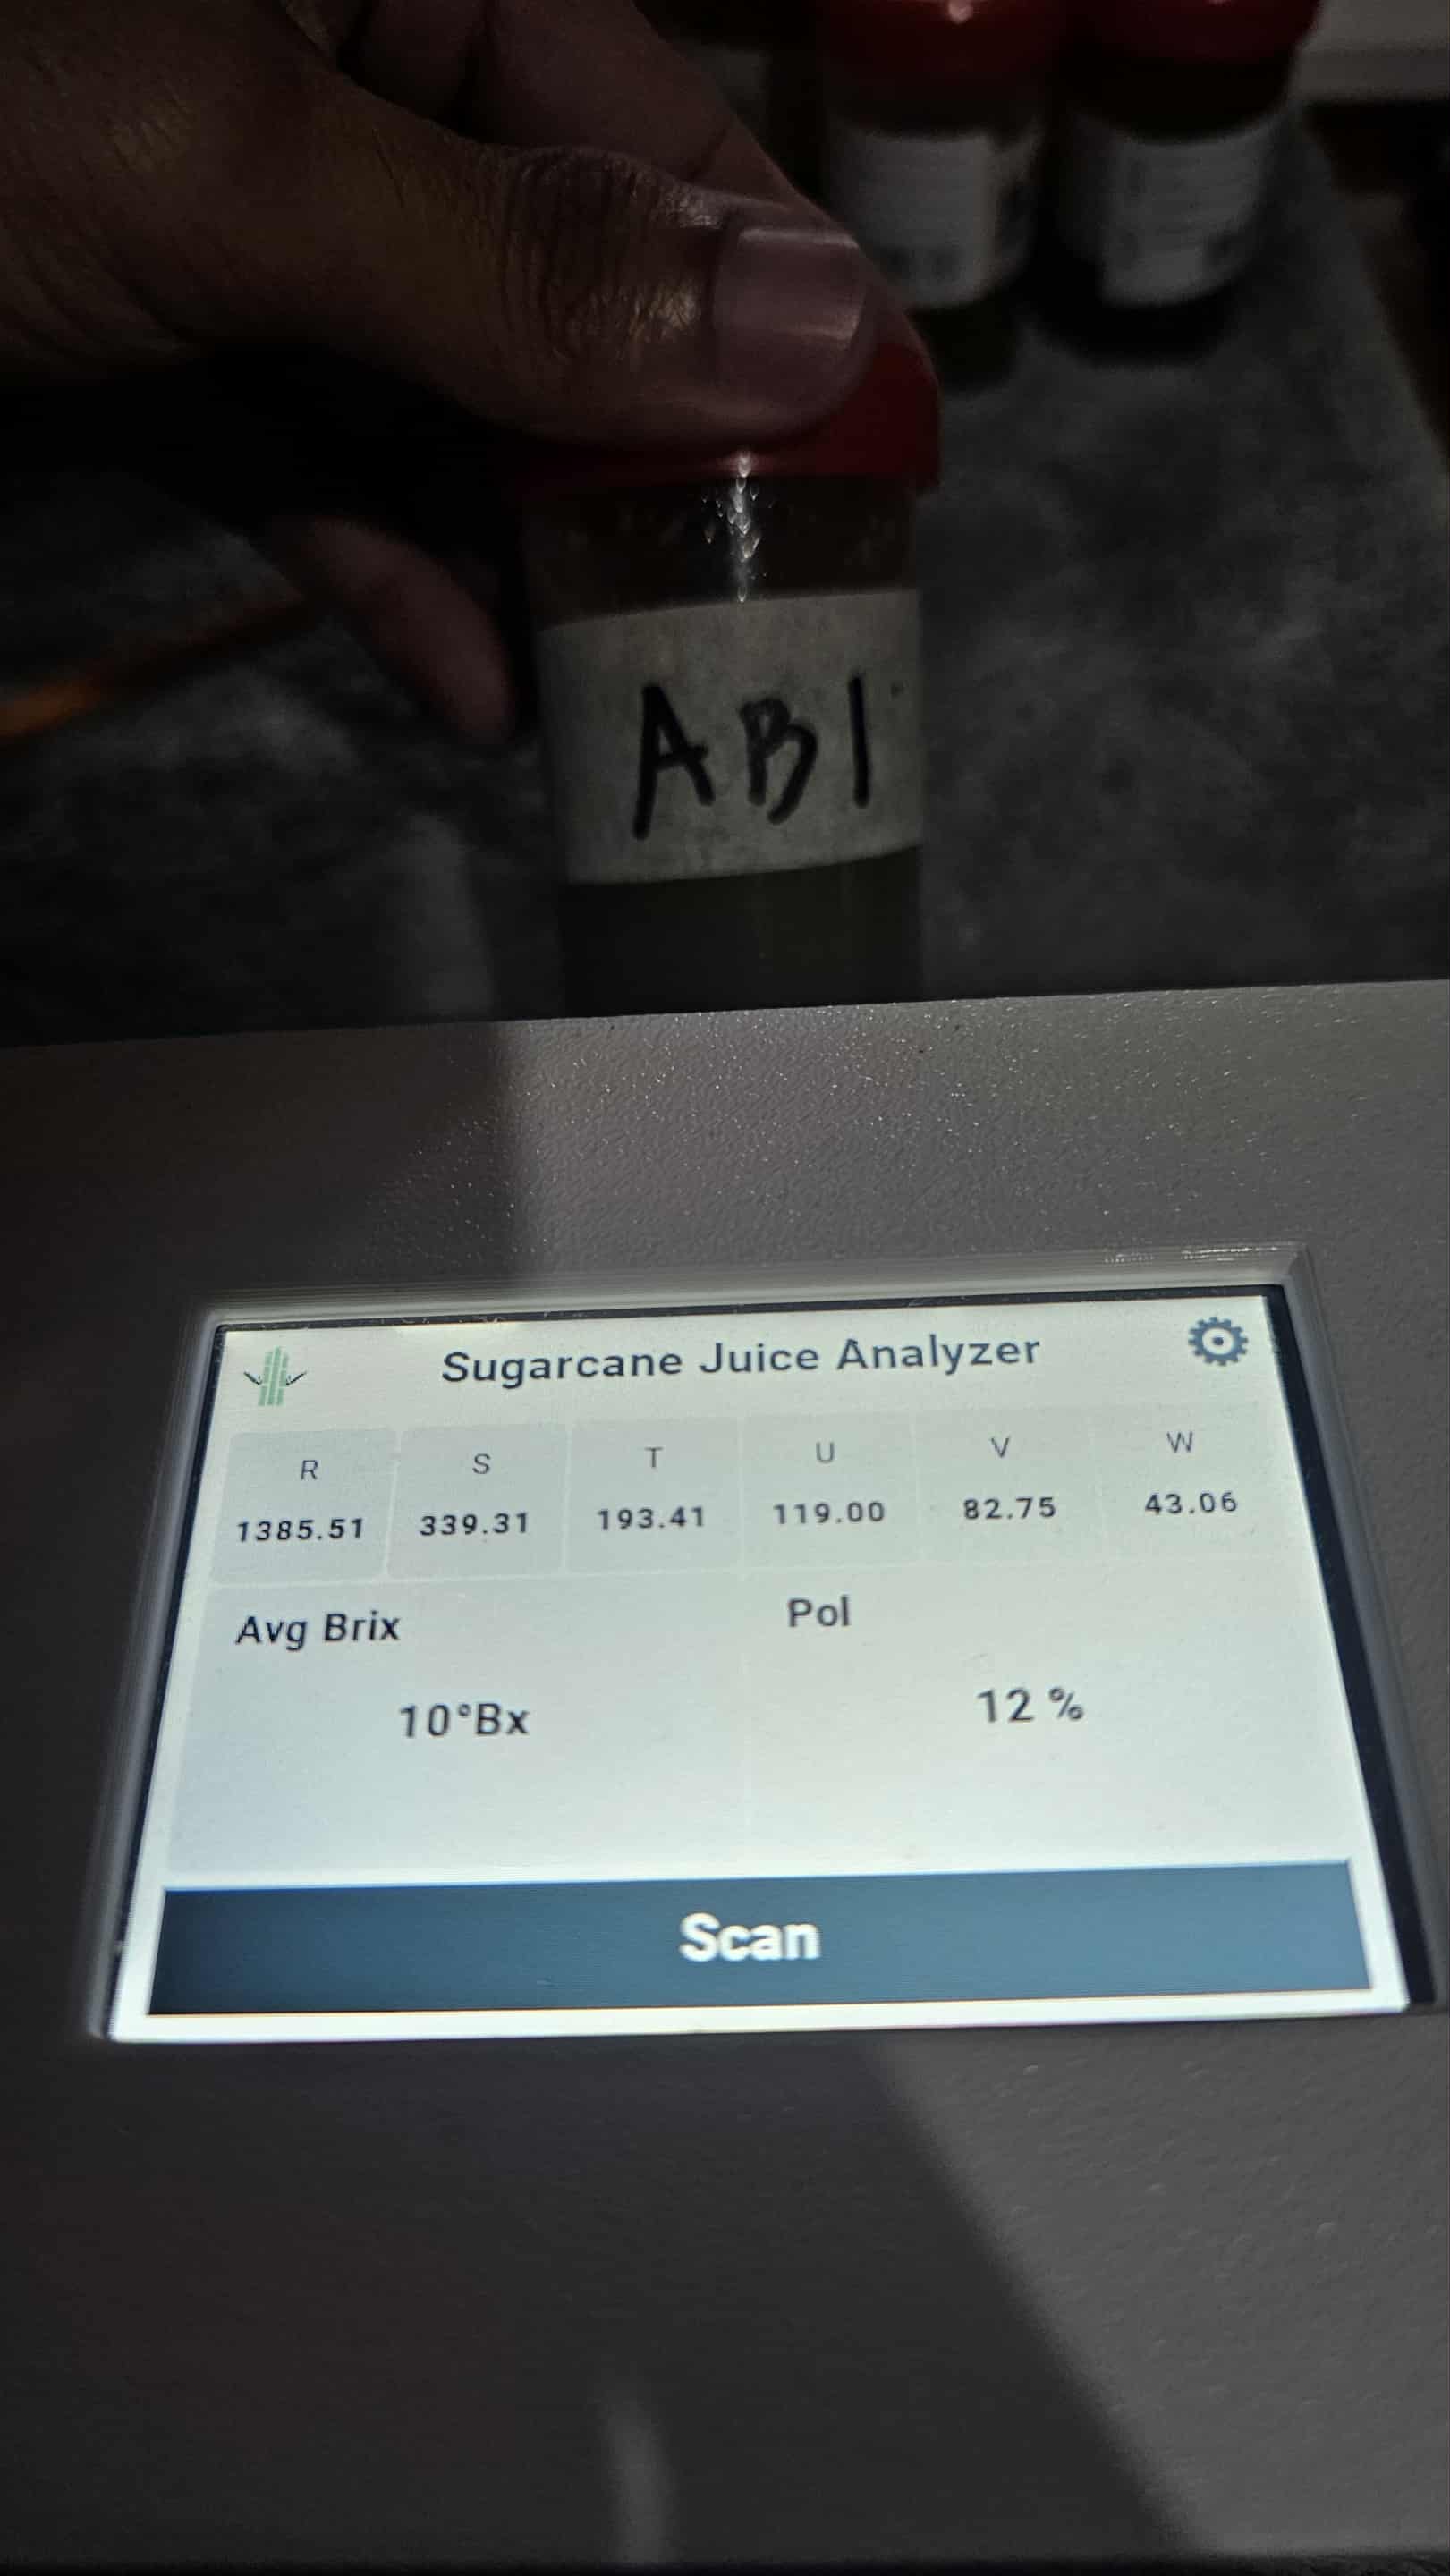 AB1
Sugarcane Juice Analyzer
R S T U V W
1385.51 339.31 193.41 119.00 82.75 43.06
Avg Brix Pol
10°Bx 12 %
Scan